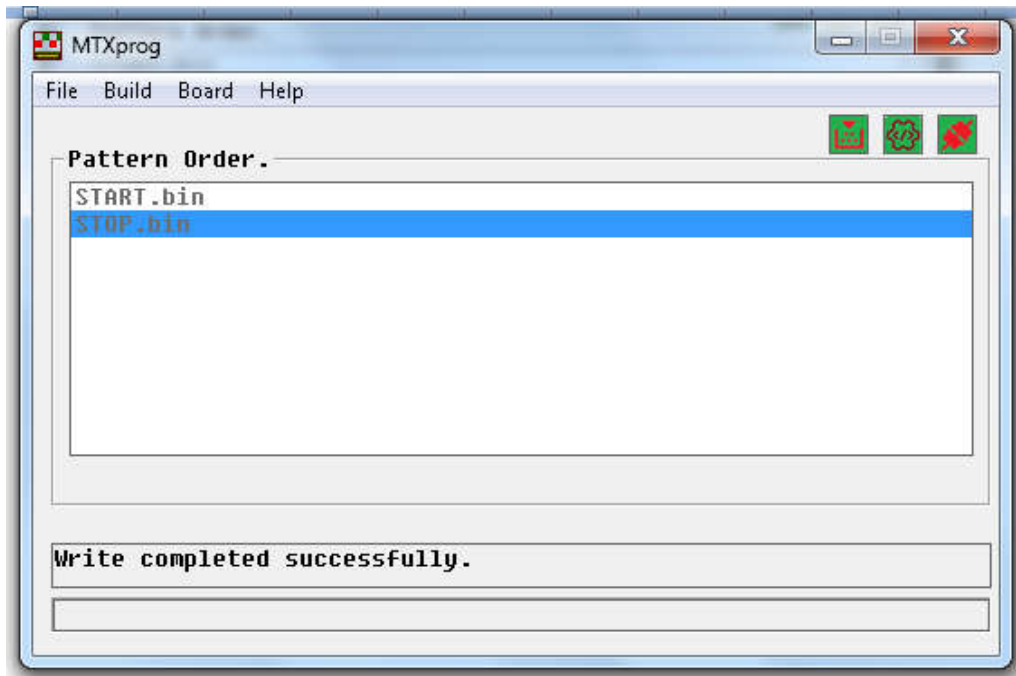 MTXprog
File Build Board Help
Pattern Order.
START.bin
STOP.bin
Write completed successfully.